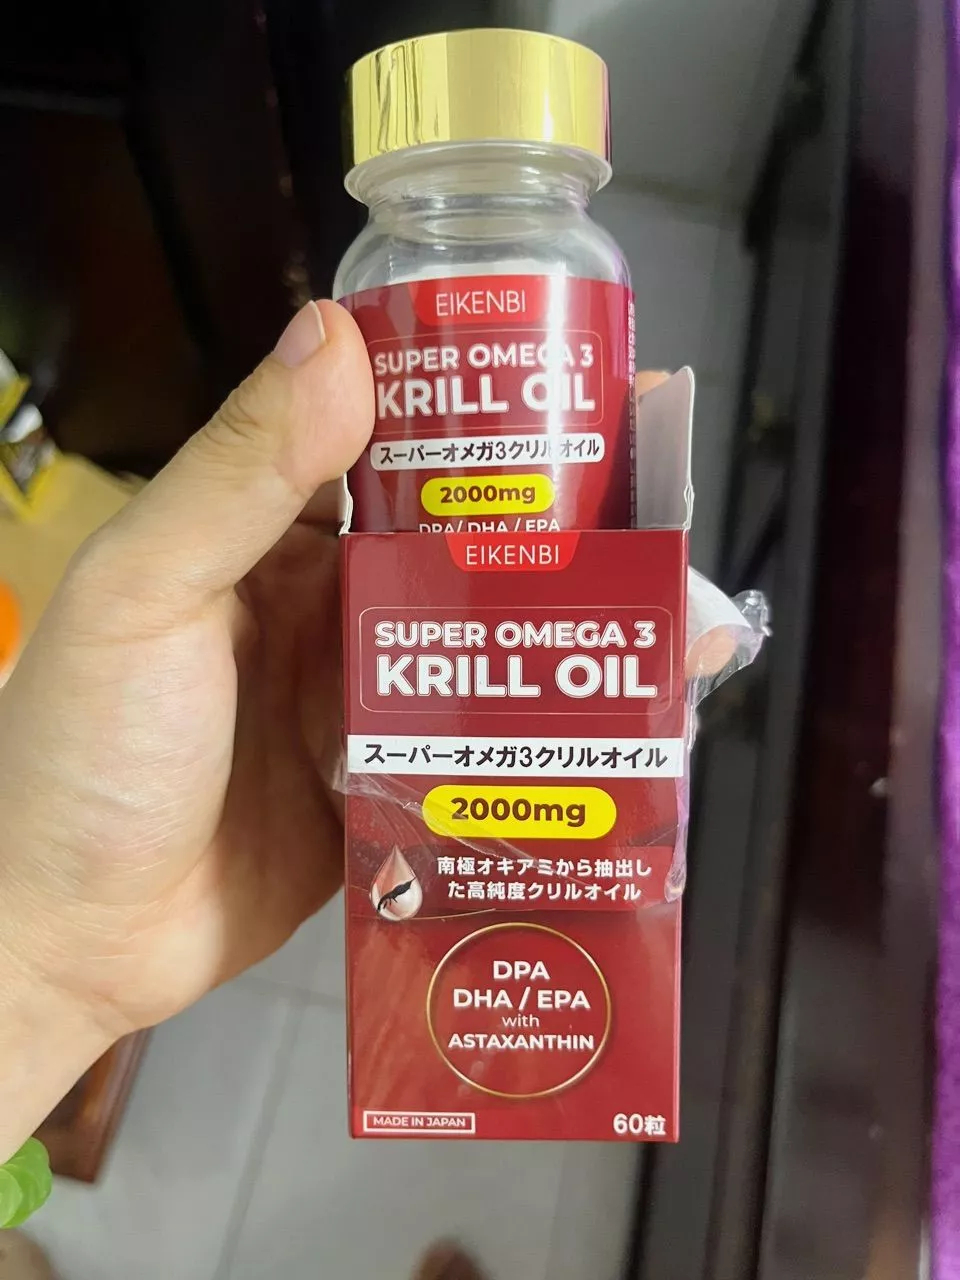 EIKENBI
SUPER OMEGA 3
KRILL OIL
スーパーオメガ3クリルオイル
2000mg
DPA/ DHA / EPA
EIKENBI
SUPER OMEGA 3
KRILL OIL
スーパーオメガ3クリルオイル
2000mg
南極オキアミから抽出し
た高純度クリルオイル
DPA
DHA / EPA
with
ASTAXANTHIN
MADE IN JAPAN
60粒